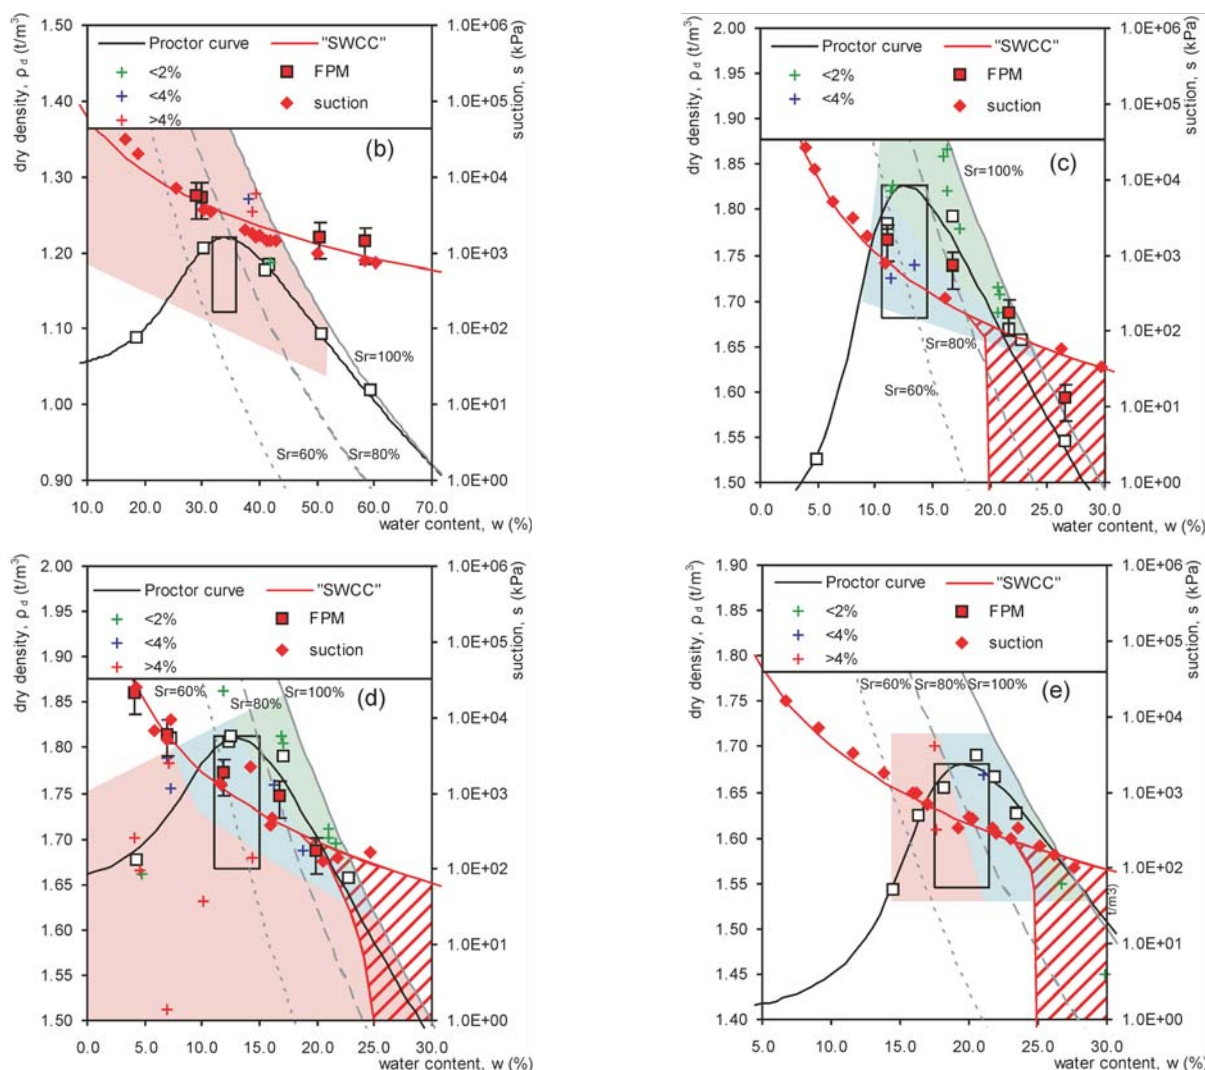 dry density, ρ d (t/m³)
1.50
1.40
1.30
1.20
1.10
1.00
0.90
Proctor curve
"SWCC"
<2%
FPM
<4%
suction
>4%
(b)
Sr=100%
Sr=60%
Sr=80%
1.0E+06
1.0E+05
1.0E+04
1.0E+03
1.0E+02
1.0E+01
1.0E+00
suction, s (kPa)
10.0 20.0 30.0 40.0 50.0 60.0 70.0
water content, w (%)
dry density, ρ d (t/m³)
2.00
1.95
1.90
1.85
1.80
1.75
1.70
1.65
1.60
1.55
1.50
Proctor curve
"SWCC"
<2%
FPM
<4%
suction
(c)
Sr=100%
Sr=80%
Sr=60%
1.0E+06
1.0E+05
1.0E+04
1.0E+03
1.0E+02
1.0E+01
1.0E+00
suction, s (kPa)
0.0 5.0 10.0 15.0 20.0 25.0 30.0
water content, w (%)
dry density, ρ d (t/m³)
2.00
1.95
1.90
1.85
1.80
1.75
1.70
1.65
1.60
1.55
1.50
Proctor curve
"SWCC"
<2%
FPM
<4%
suction
>4%
Sr=60%
Sr=100%
Sr=80%
(d)
1.0E+06
1.0E+05
1.0E+04
1.0E+03
1.0E+02
1.0E+01
1.0E+00
suction, s (kPa)
0.0 5.0 10.0 15.0 20.0 25.0 30.0
water content, w (%)
dry density, ρ d (t/m³)
1.90
1.85
1.80
1.75
1.70
1.65
1.60
1.55
1.50
1.45
1.40
Proctor curve
"SWCC"
<2%
FPM
<4%
suction
>4%
Sr=60% Sr=80% Sr=100%
(e)
1.0E+06
1.0E+05
1.0E+04
1.0E+03
1.0E+02
1.0E+01
1.0E+00
suction, s (kPa)
t/m3)
5.0 10.0 15.0 20.0 25.0 30.0
water content, w (%)